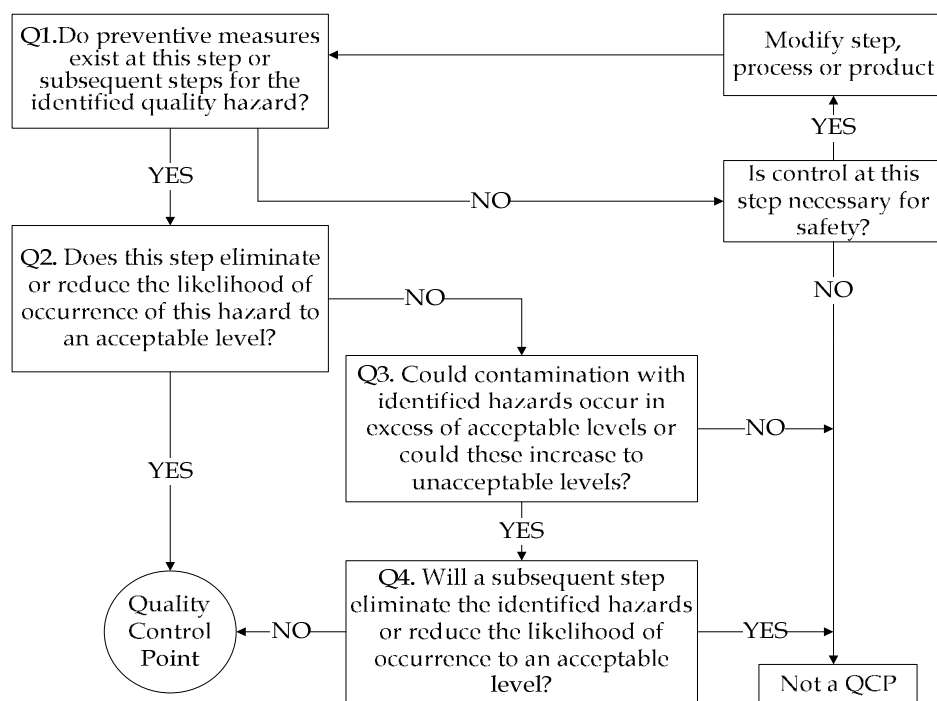 Q1.Do preventive measures
exist at this step or
subsequent steps for the
identified quality hazard?
Modify step,
process or product
YES
YES
NO
Is control at this
step necessary for
safety?
Q2. Does this step eliminate
or reduce the likelihood of
occurrence of this hazard to
an acceptable level?
NO
NO
Q3. Could contamination with
identified hazards occur in
excess of acceptable levels or
could these increase to
unacceptable levels?
NO
YES
YES
Q4. Will a subsequent step
eliminate the identified hazards
or reduce the likelihood of
occurrence to an acceptable
level?
Quality
Control
Point
NO
YES
Not a QCP